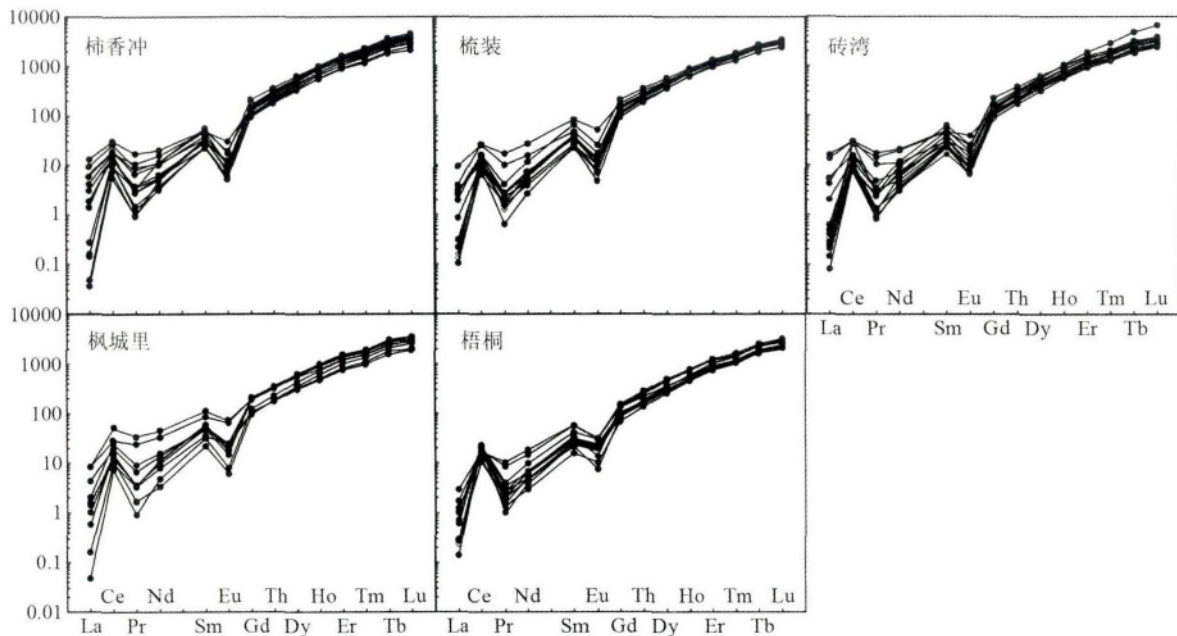 10000
1000
100
10
1
0.1
柿香冲
梳装
砖湾
Ce Nd Eu Th Ho Tm Lu
La Pr Sm Gd Dy Er Tb
10000
1000
100
10
1
0.1
0.01
枫城里
梧桐
Ce Nd Eu Th Ho Tm Lu
La Pr Sm Gd Dy Er Tb
Ce Nd Eu Th Ho Tm Lu
La Pr Sm Gd Dy Er Tb